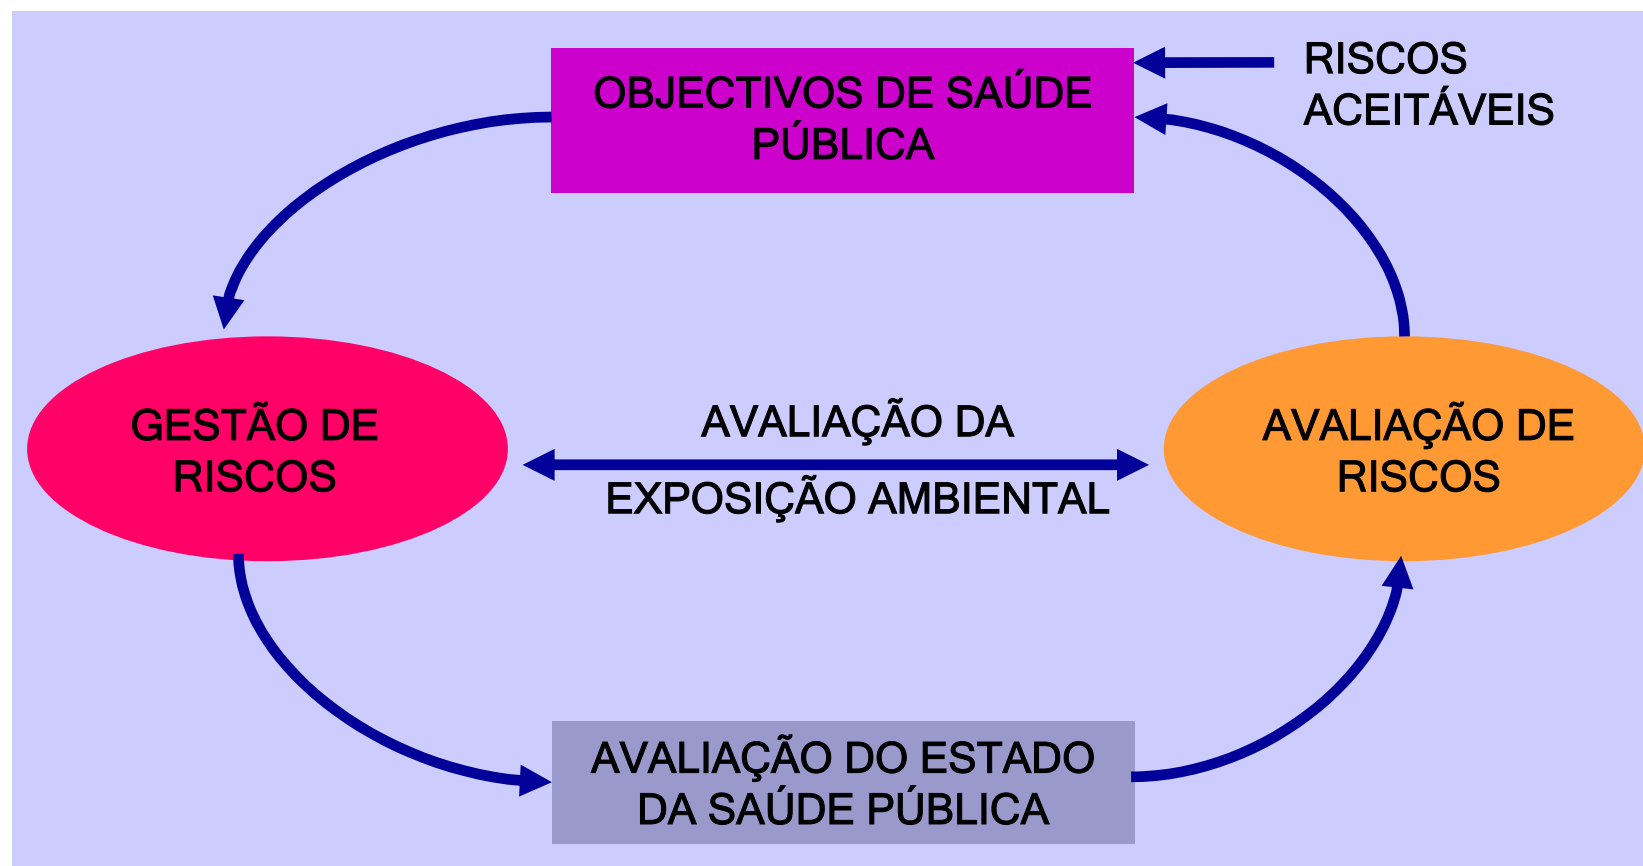 OBJECTIVOS DE SAÚDE
PÚBLICA
RISCOS
ACEITÁVEIS
GESTÃO DE
RISCOS
AVALIAÇÃO DA
EXPOSIÇÃO AMBIENTAL
AVALIAÇÃO DE
RISCOS
AVALIAÇÃO DO ESTADO
DA SAÚDE PÚBLICA